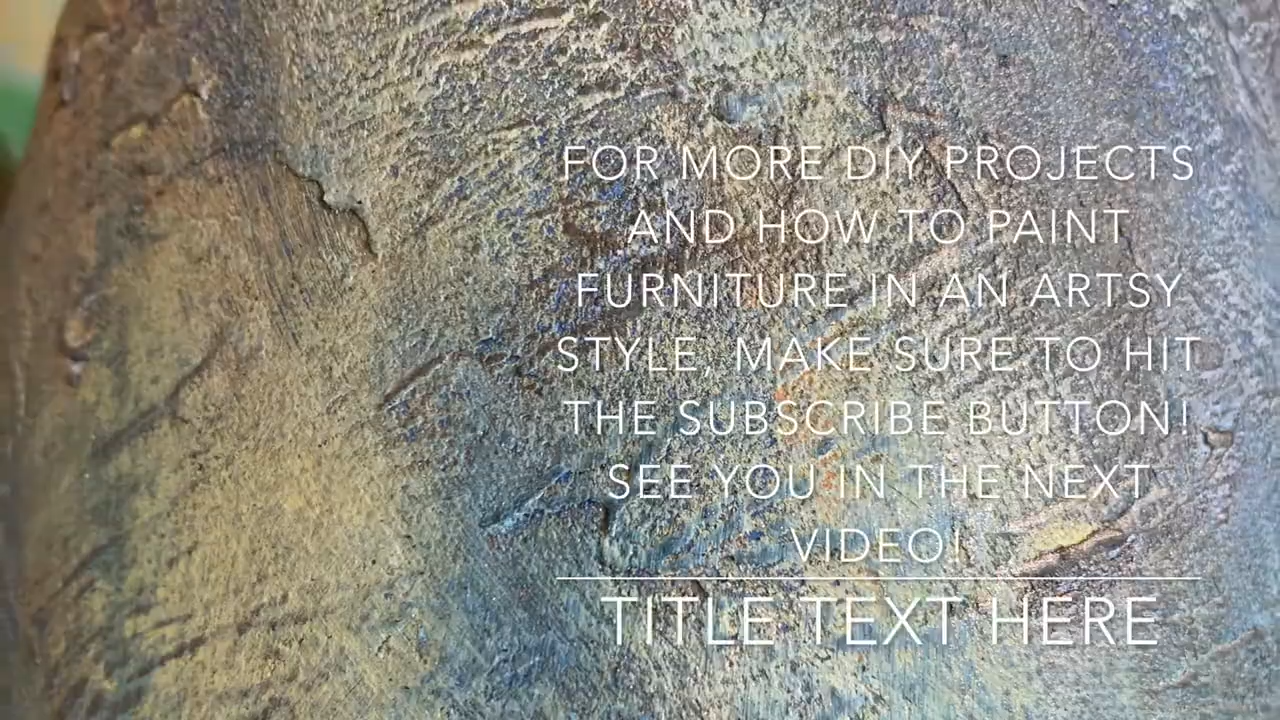 FOR MORE DIY PROJECTS
AND HOW TO PAINT
FURNITURE IN AN ARTSY
STYLE, MAKE SURE TO HIT
THE SUBSCRIBE BUTTON!
SEE YOU IN THE NEXT
VIDEO!
TITLE TEXT HERE